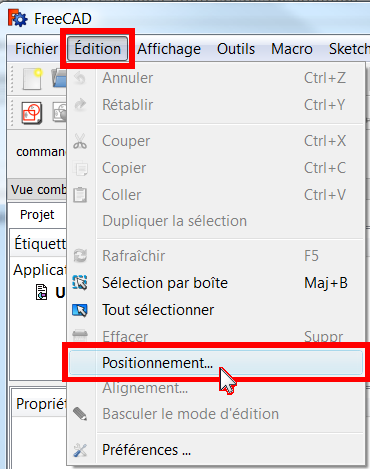 FreeCAD
Fichier Édition Affichage Outils Macro Sketch
Annuler Ctrl+Z
Rétablir Ctrl+Y
Couper Ctrl+X
comman
Copier Ctrl+C
Vue comb
Coller Ctrl+V
Projet
Dupliquer la sélection
Étiquett
Rafraîchir F5
Applicat
Sélection par boîte Maj+B
U
Tout sélectionner
Effacer Suppr
Positionnement...
Alignement...
Propriét
Basculer le mode d'édition
Préférences ...